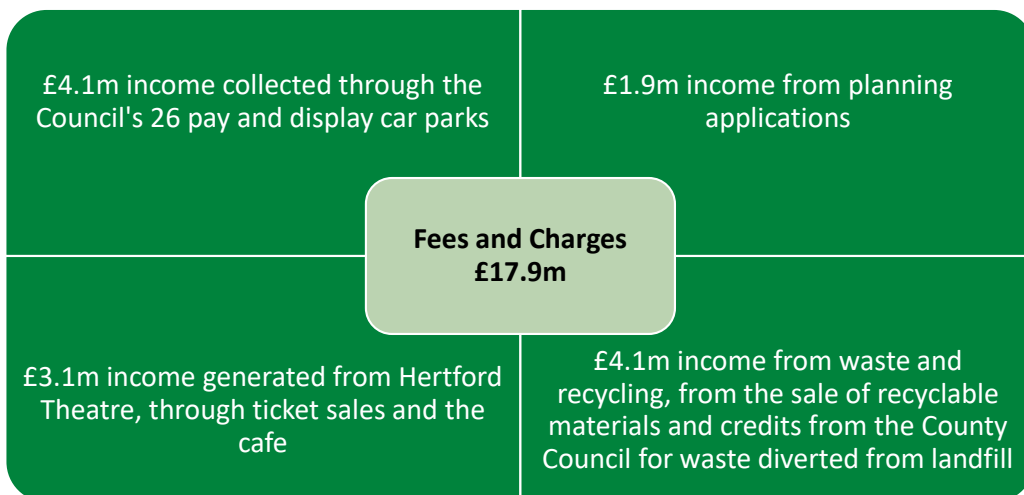 £4.1m income collected through the
Council's 26 pay and display car parks
£1.9m income from planning
applications
Fees and Charges
£17.9m
£3.1m income generated from Hertford
Theatre, through ticket sales and the
cafe
£4.1m income from waste and
recycling, from the sale of recyclable
materials and credits from the County
Council for waste diverted from landfill